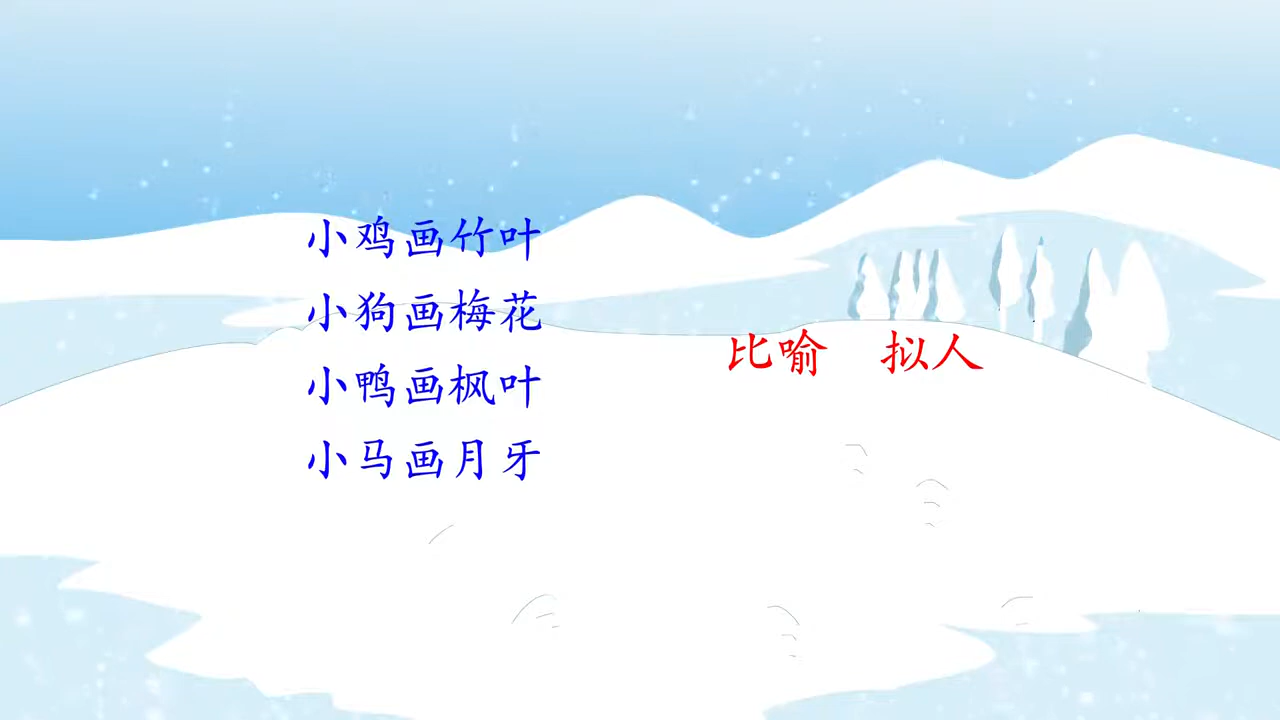 小鸡画竹叶
小狗画梅花
小鸭画枫叶
小马画月牙
比喻 拟人